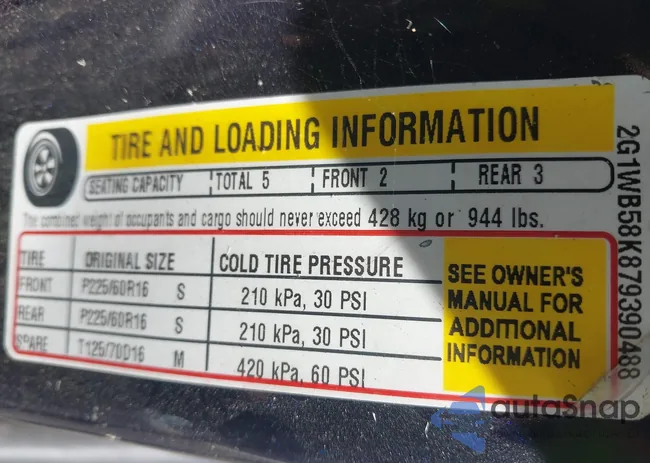 TIRE AND LOADING INFORMATION
SEATING CAPACITY TOTAL 5 FRONT 2 REAR 3
The combined weight of occupants and cargo should never exceed 428 kg or 944 lbs.
TIRE ORIGINAL SIZE COLD TIRE PRESSURE
FRONT P225/60R16 S 210 kPa, 30 PSI
REAR P225/60R16 S 210 kPa, 30 PSI
SPARE T125/70D16 M 420 kPa, 60 PSI
SEE OWNER'S
MANUAL FOR
ADDITIONAL
INFORMATION
2G1WB58K879390488
autoSnap